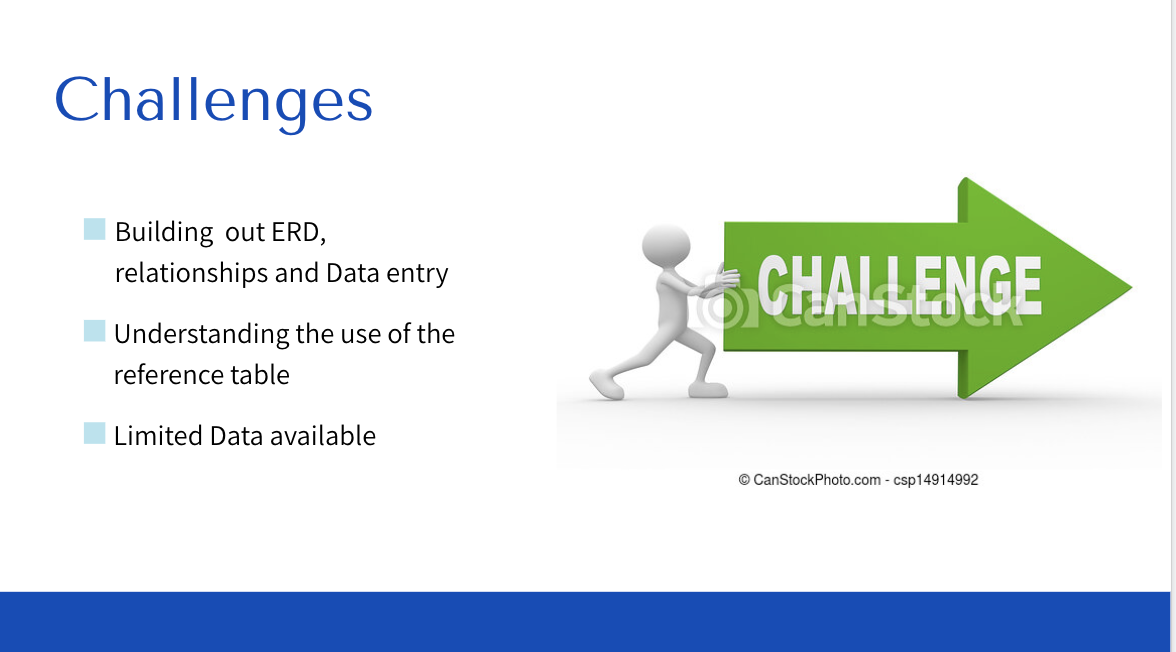 Challenges
Building  out ERD,
relationships and Data entry
Understanding the use of the
reference table
Limited Data available
CHALLENGE
CanStock
© CanStockPhoto.com - csp14914992